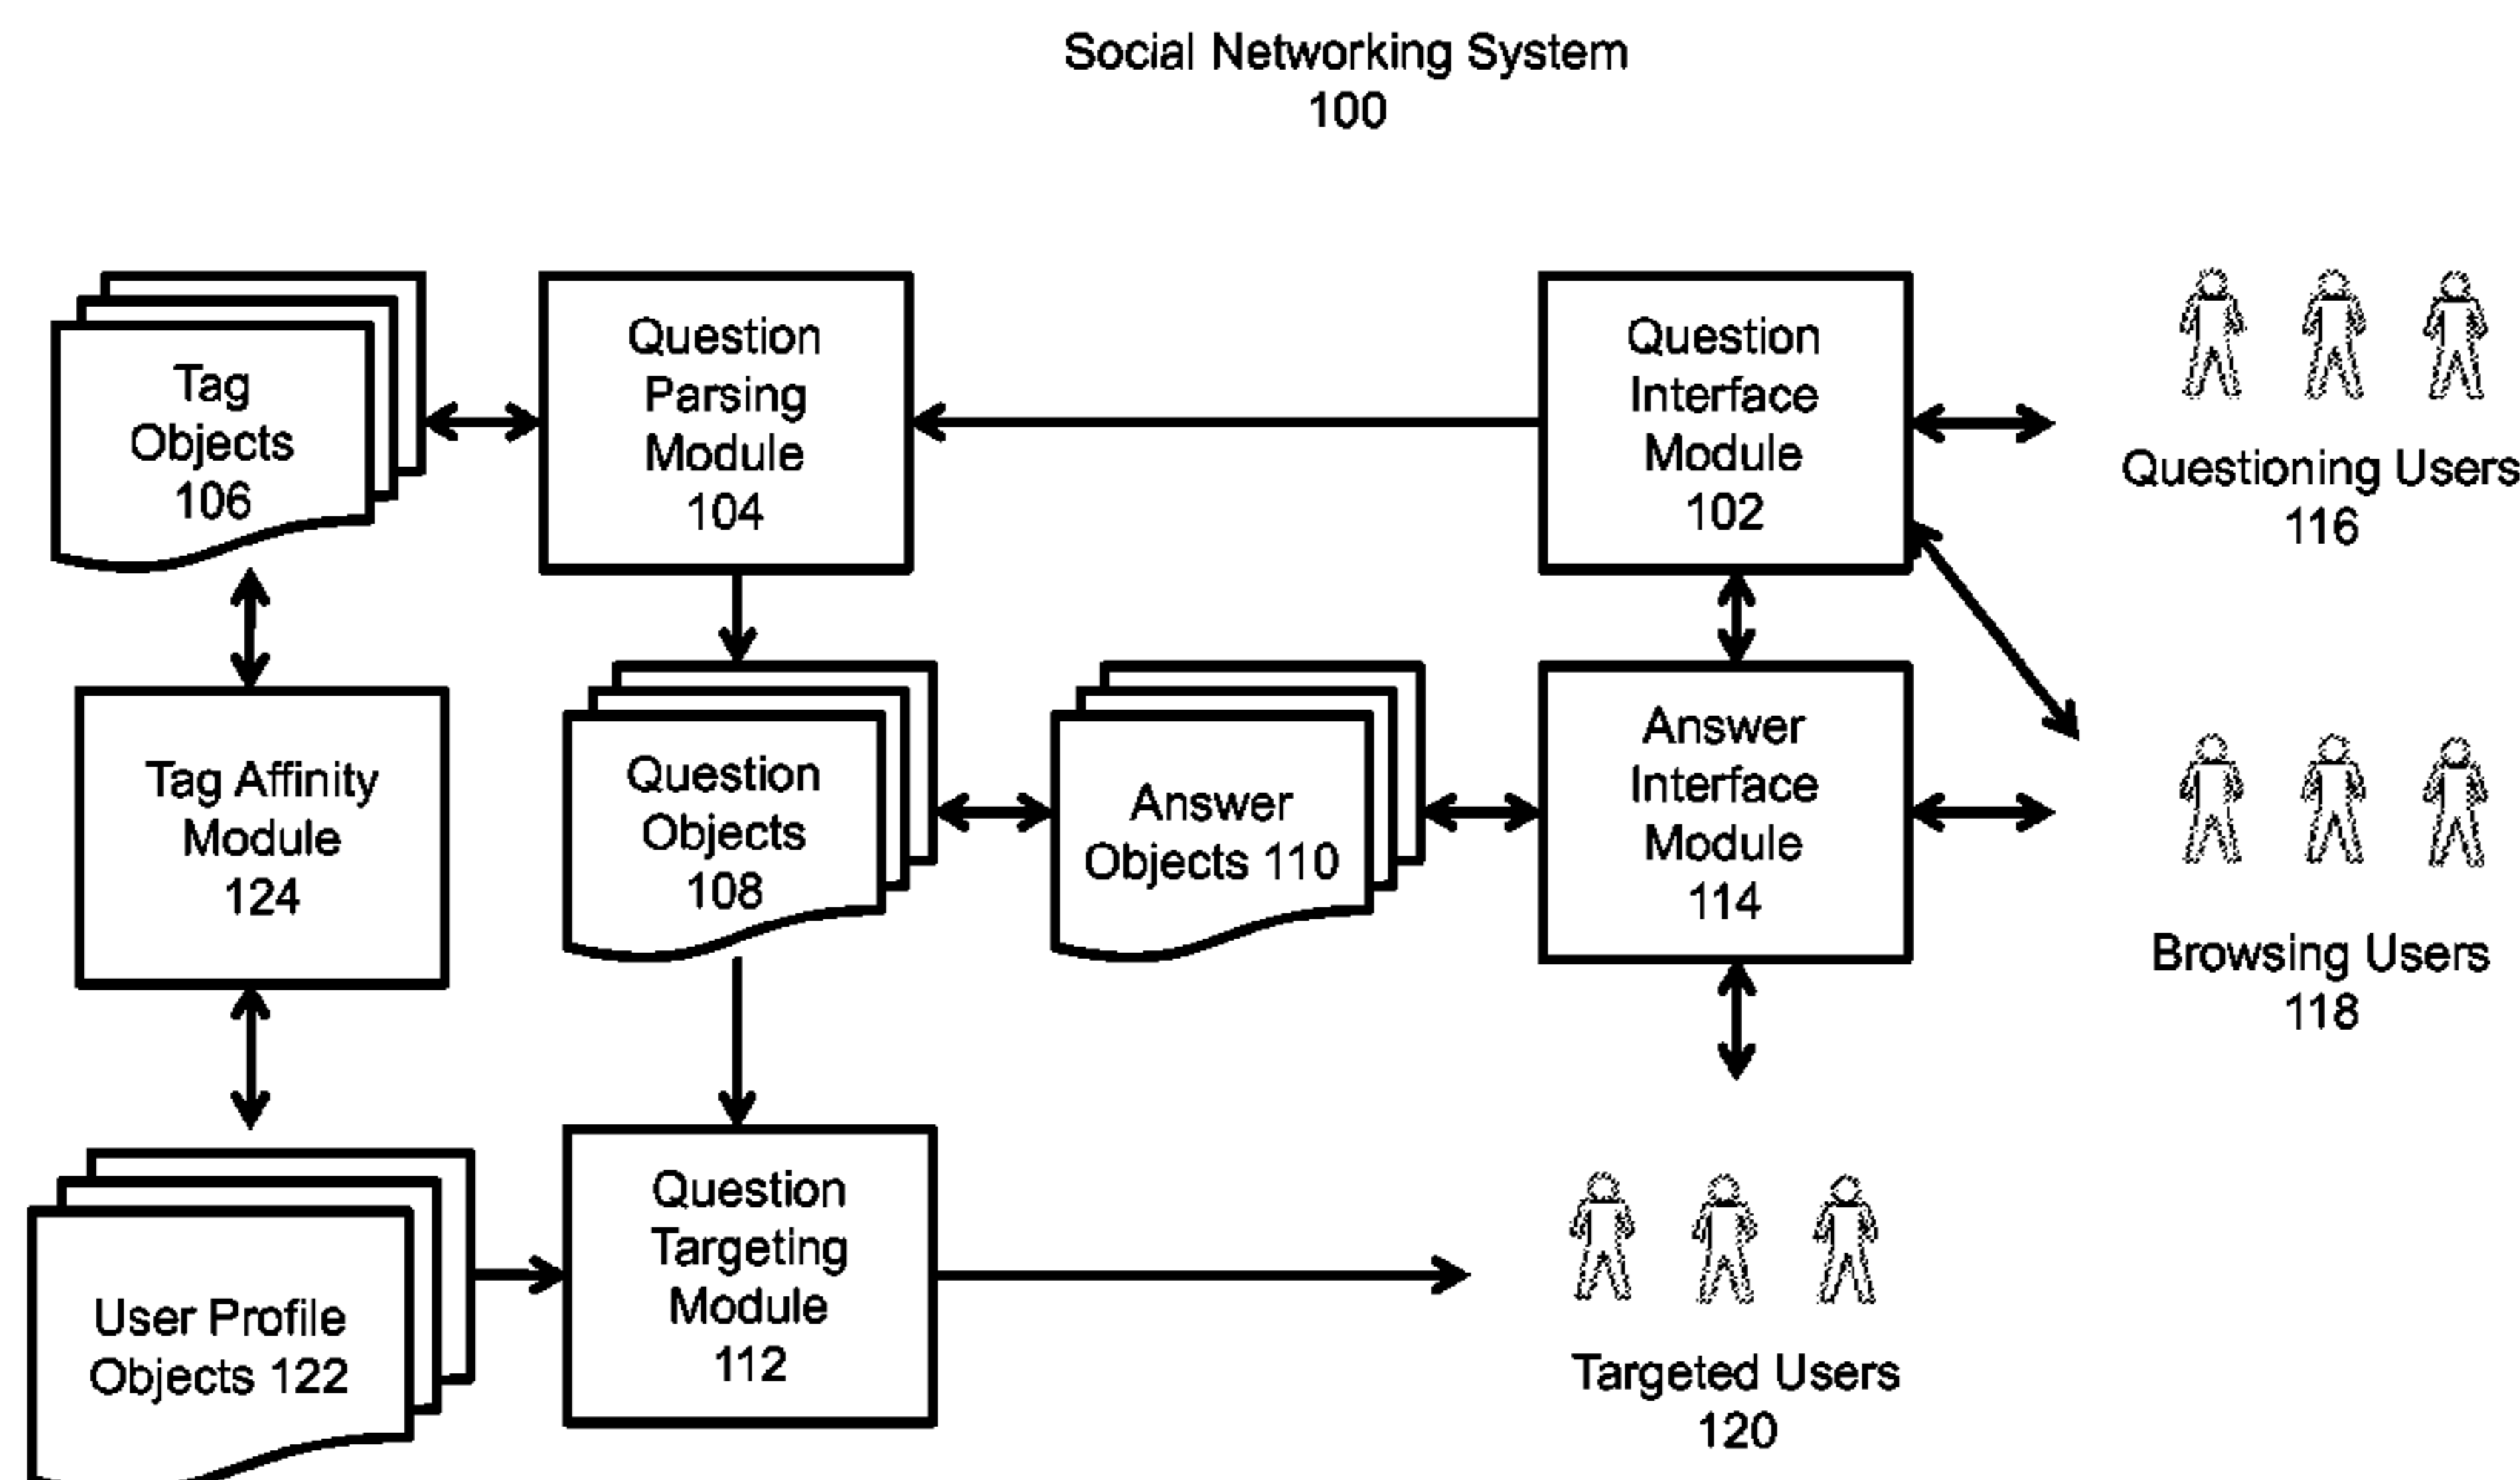 Social Networking System
100
Tag
Objects
106
Question
Parsing
Module
104
Question
Interface
Module
102
Questioning Users
116
Tag Affinity
Module
124
Question
Objects
108
Answer
Objects 110
Answer
Interface
Module
114
Browsing Users
118
User Profile
Objects 122
Question
Targeting
Module
112
Targeted Users
120